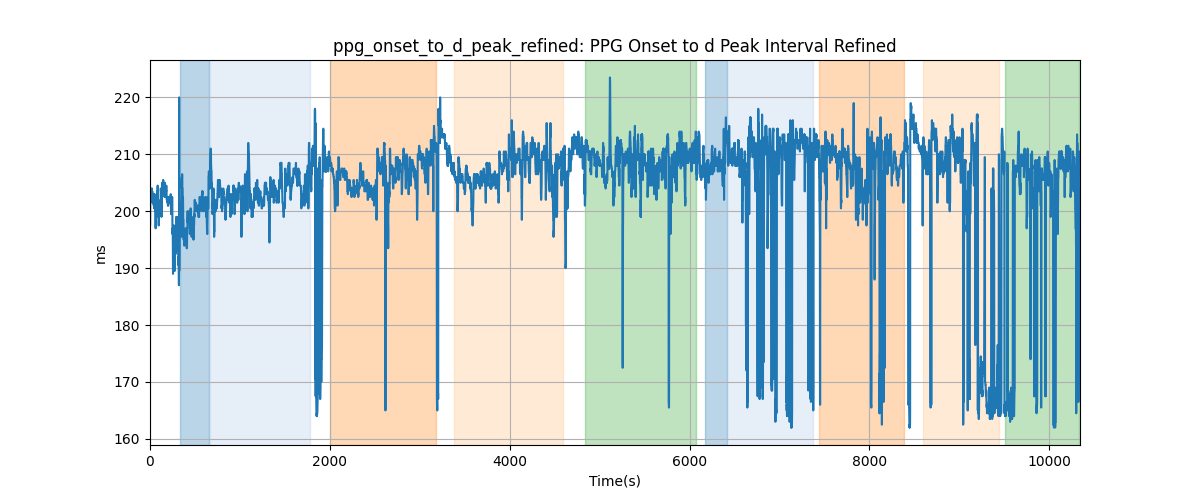 ppg_onset_to_d_peak_refined: PPG Onset to d Peak Interval Refined
220
210
200
190
180
170
160
ms
0 2000 4000 6000 8000 10000
Time(s)